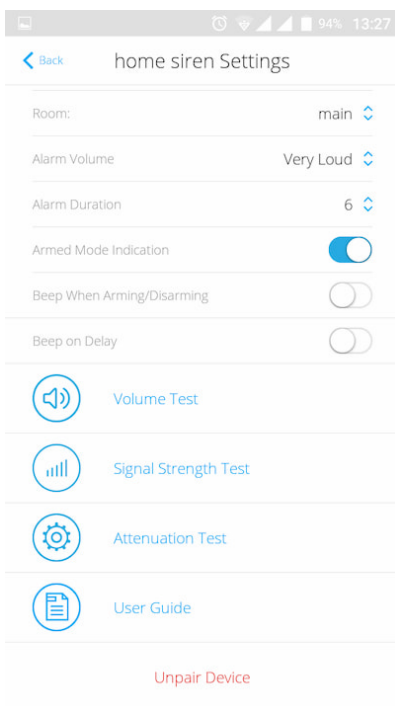 94% 13:27
Back home siren Settings
Room: main
Alarm Volume Very Loud
Alarm Duration 6
Armed Mode Indication
Beep When Arming/Disarming
Beep on Delay
Volume Test
Signal Strength Test
Attenuation Test
User Guide
Unpair Device